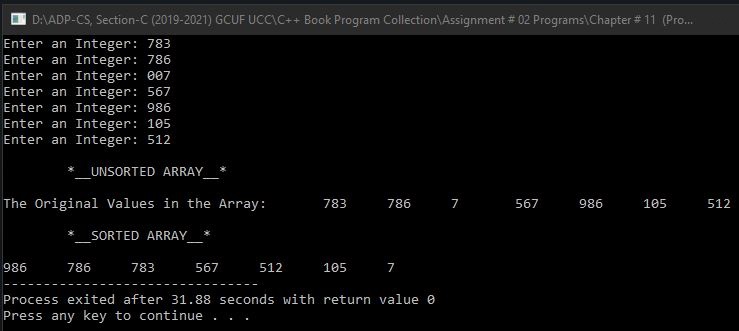 D:\ADP-CS, Section-C (2019-2021) GCUF UCC\C++ Book Program Collection\Assignment # 02 Programs\Chapter # 11  (Pro...
Enter an Integer: 783
Enter an Integer: 786
Enter an Integer: 007
Enter an Integer: 567
Enter an Integer: 986
Enter an Integer: 105
Enter an Integer: 512
*__UNSORTED ARRAY__*
The Original Values in the Array:       783     786     7       567     986     105     512
*__SORTED ARRAY__*
986     786     783     567     512     105     7
--------------------------------
Process exited after 31.88 seconds with return value 0
Press any key to continue . . .